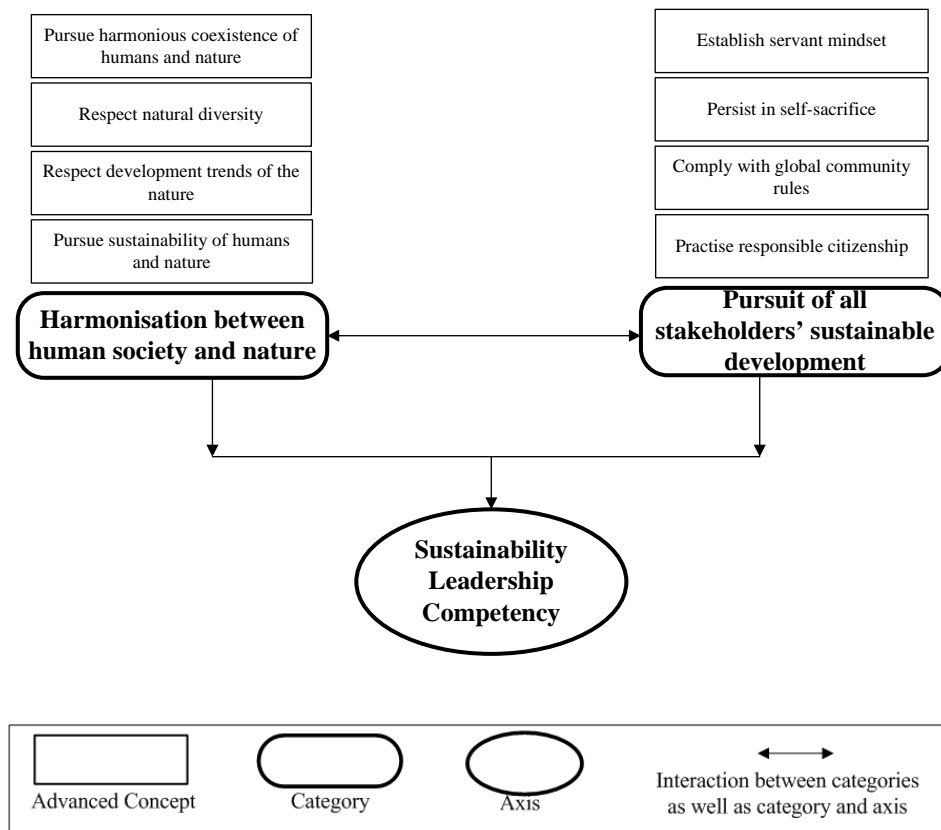 Pursue harmonious coexistence of
humans and nature
Respect natural diversity
Respect development trends of the
nature
Pursue sustainability of humans
and nature
Harmonisation between
human society and nature
Establish servant mindset
Persist in self-sacrifice
Comply with global community
rules
Practise responsible citizenship
Pursuit of all
stakeholders’ sustainable
development
Sustainability
Leadership
Competency
Advanced Concept
Category
Axis
Interaction between categories
as well as category and axis